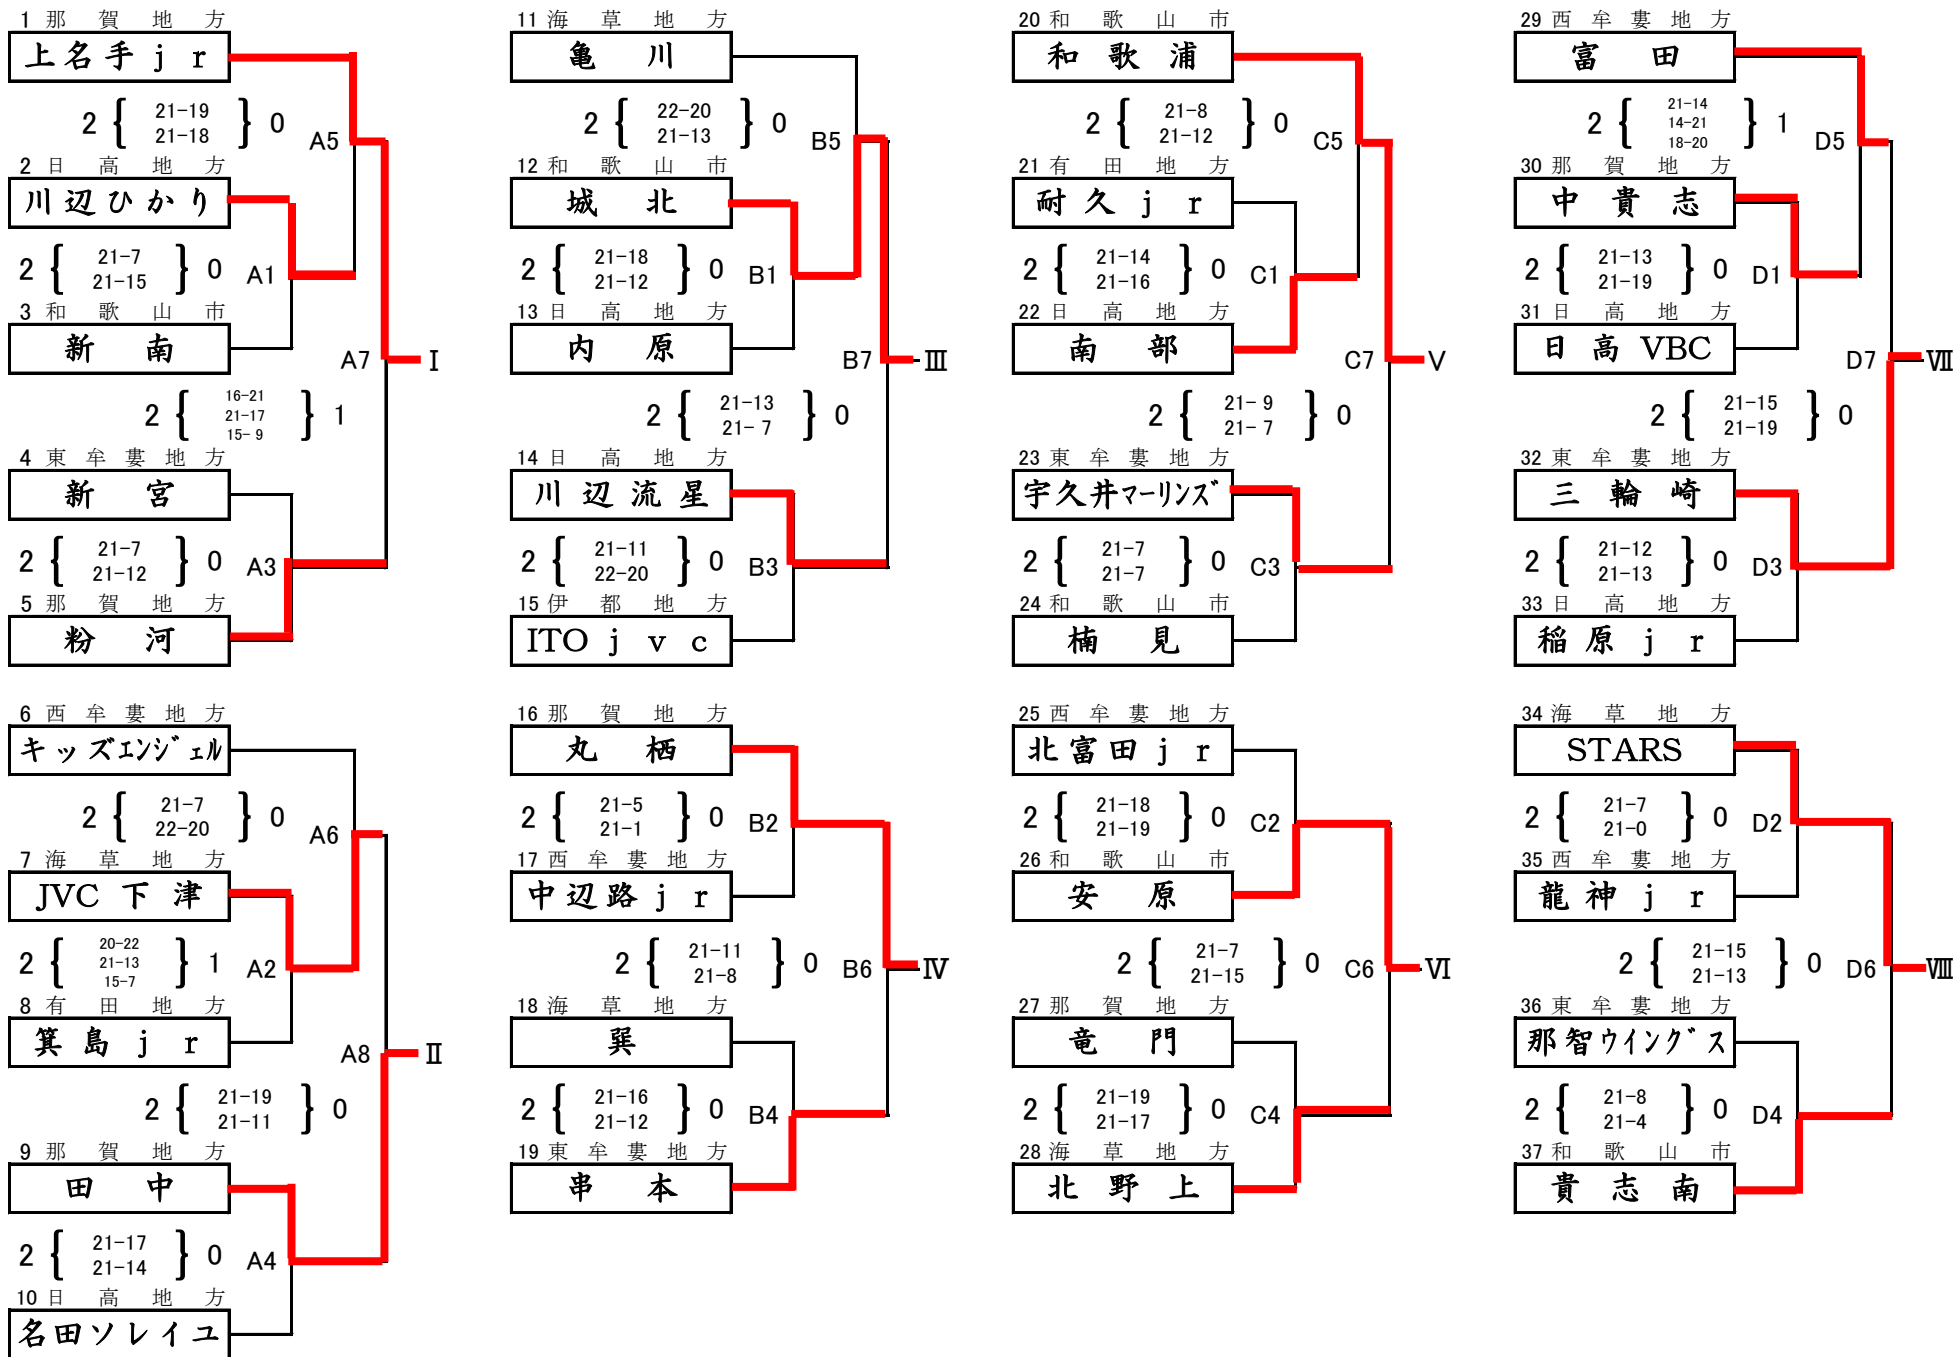 1 那賀地方
上名手ｊｒ
2 { 21-19 } 0
21-18
A5
2 日高地方
川辺ひかり
2 { 21-7 } 0
21-15
A1
3 和歌山市
新南
A7
Ⅰ
2 { 16-21 } 1
21-17
15- 9
4 東牟婁地方
新宮
2 { 21-7 } 0
21-12
A3
5 那賀地方
粉河
6 西牟婁地方
キッズエンジェル
2 { 21-7 } 0
22-20
A6
7 海草地方
JVC 下津
2 { 20-22 } 1
21-13
15-7
A2
8 有田地方
箕島ｊｒ
A8
Ⅱ
2 { 21-19 } 0
21-11
9 那賀地方
田中
2 { 21-17 } 0
21-14
A4
10 日高地方
名田ソレイユ
11 海草地方
亀川
2 { 22-20 } 0
21-13
B5
12 和歌山市
城北
2 { 21-18 } 0
21-12
B1
13 日高地方
内原
B7
Ⅲ
2 { 21-13 } 0
21- 7
14 日高地方
川辺流星
2 { 21-11 } 0
22-20
B3
15 伊都地方
ITOｊｖｃ
16 那賀地方
丸栖
2 { 21-5 } 0
21-1
B2
17 西牟婁地方
中辺路ｊｒ
2 { 21-11 } 0
21-8
B6
Ⅳ
18 海草地方
巽
2 { 21-16 } 0
21-12
B4
19 東牟婁地方
串本
20 和歌山市
和歌浦
2 { 21-8 } 0
21-12
C5
21 有田地方
耐久ｊｒ
2 { 21-14 } 0
21-16
C1
22 日高地方
南部
C7
Ⅴ
2 { 21- 9 } 0
21- 7
23 東牟婁地方
宇久井マーリンズ
2 { 21-7 } 0
21-7
C3
24 和歌山市
楠見
25 西牟婁地方
北富田ｊｒ
2 { 21-18 } 0
21-19
C2
26 和歌山市
安原
2 { 21-7 } 0
21-15
C6
Ⅵ
27 那賀地方
竜門
2 { 21-19 } 0
21-17
C4
28 海草地方
北野上
29 西牟婁地方
富田
2 { 21-14 } 1
14-21
18-20
D5
30 那賀地方
中貴志
2 { 21-13 } 0
21-19
D1
31 日高地方
日高VBC
D7
Ⅶ
2 { 21-15 } 0
21-19
32 東牟婁地方
三輪崎
2 { 21-12 } 0
21-13
D3
33 日高地方
稲原ｊｒ
34 海草地方
STARS
2 { 21-7 } 0
21-0
D2
35 西牟婁地方
龍神ｊｒ
2 { 21-15 } 0
21-13
D6
Ⅷ
36 東牟婁地方
那智ウイングス
2 { 21-8 } 0
21-4
D4
37 和歌山市
貴志南